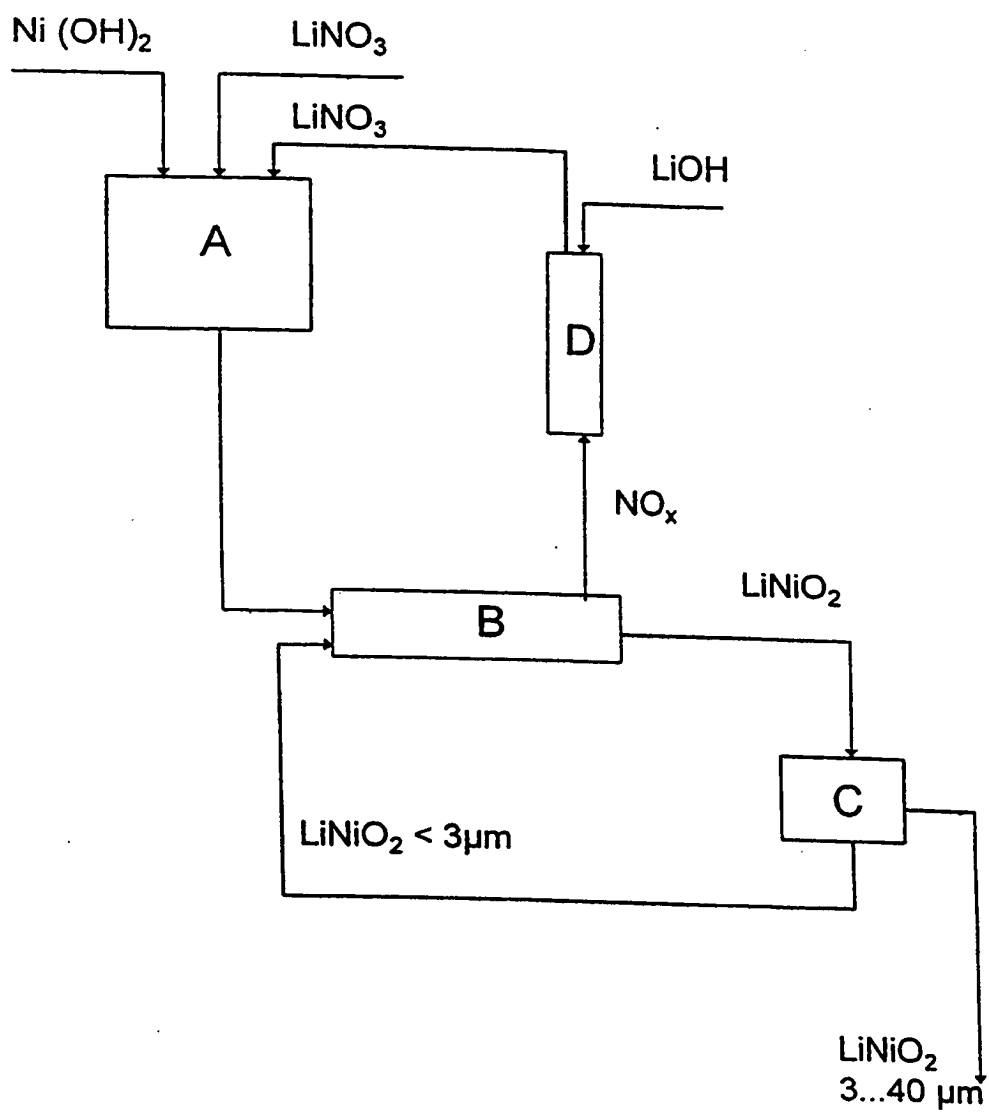 Ni (OH)₂
LiNO₃
LiNO₃
LiOH
A
D
NOₓ
LiNiO₂
B
C
LiNiO₂ < 3µm
LiNiO₂
3...40 µm